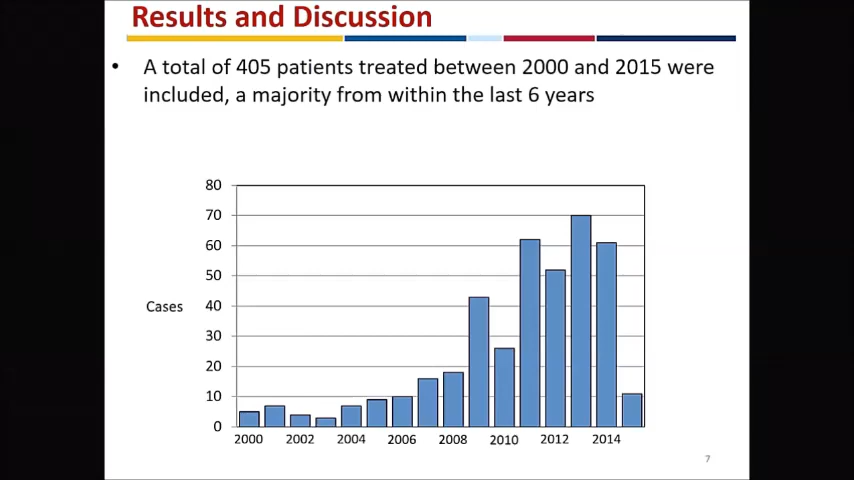 Results and Discussion
• A total of 405 patients treated between 2000 and 2015 were
included, a majority from within the last 6 years
80
70
60
50
Cases
40
30
20
10
0
2000 2002 2004 2006 2008 2010 2012 2014
7